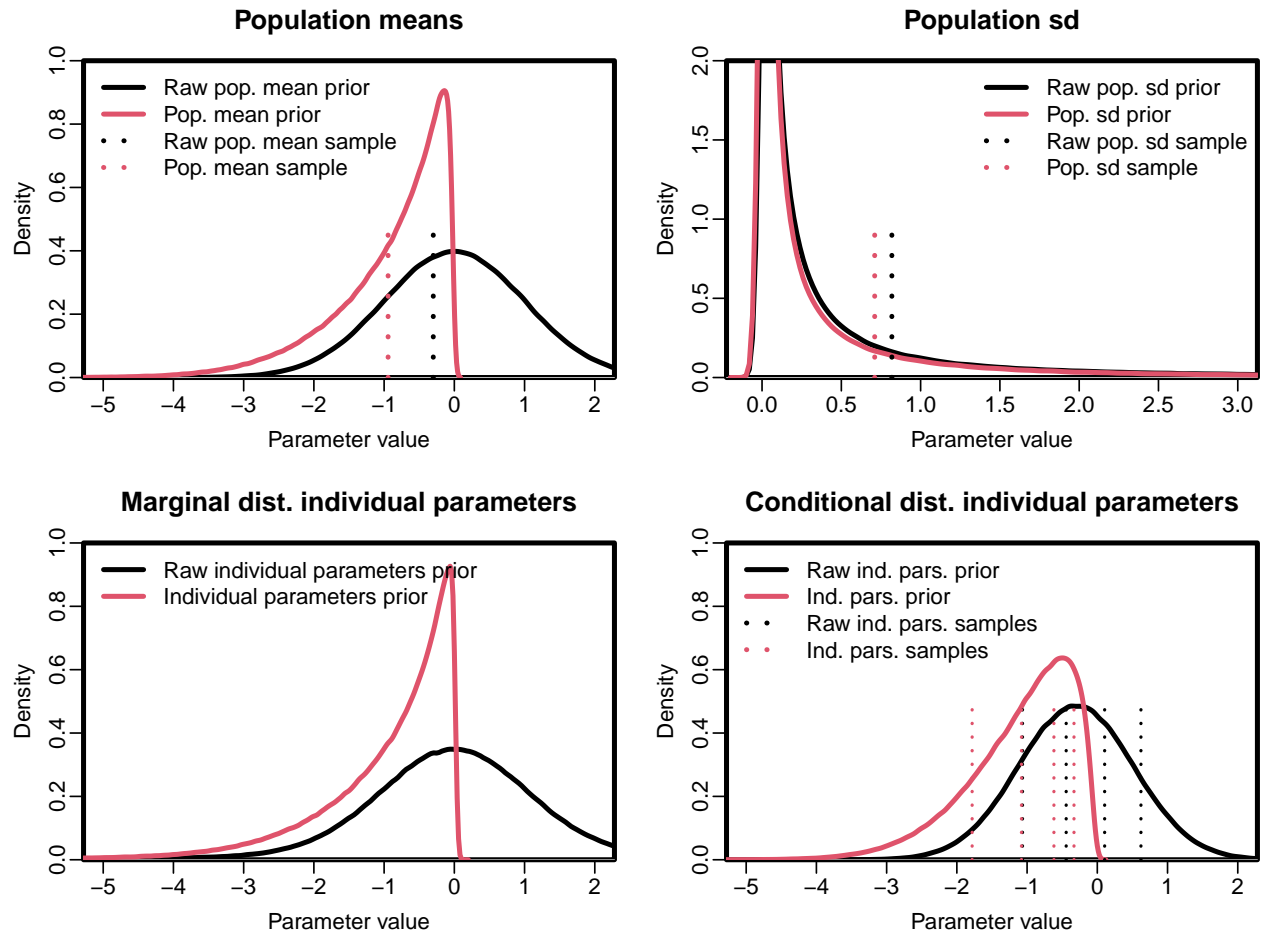 Population means
Density
0.0 0.2 0.4 0.6 0.8 1.0
Raw pop. mean prior
Pop. mean prior
Raw pop. mean sample
Pop. mean sample
−5 −4 −3 −2 −1 0 1 2
Parameter value
Population sd
Density
0.0 0.5 1.0 1.5 2.0
Raw pop. sd prior
Pop. sd prior
Raw pop. sd sample
Pop. sd sample
0.0 0.5 1.0 1.5 2.0 2.5 3.0
Parameter value
Marginal dist. individual parameters
Density
0.0 0.2 0.4 0.6 0.8 1.0
Raw individual parameters prior
Individual parameters prior
−5 −4 −3 −2 −1 0 1 2
Parameter value
Conditional dist. individual parameters
Density
0.0 0.2 0.4 0.6 0.8 1.0
Raw ind. pars. prior
Ind. pars. prior
Raw ind. pars. samples
Ind. pars. samples
−5 −4 −3 −2 −1 0 1 2
Parameter value